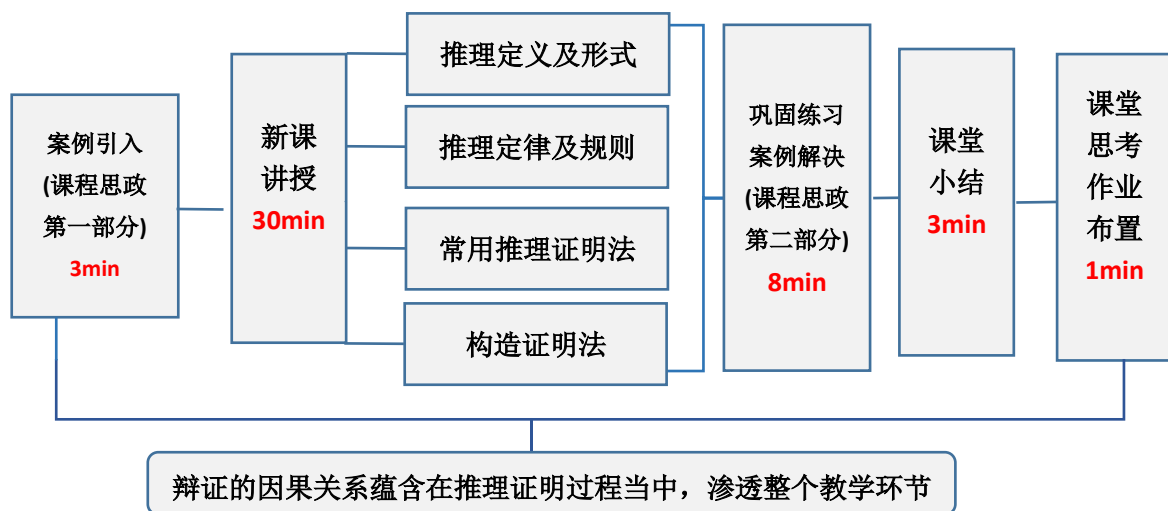 案例引入
(课程思政
第一部分)
3min
新课
讲授
30min
推理定义及形式
推理定律及规则
常用推理证明法
构造证明法
巩固练习
案例解决
(课程思政
第二部分)
8min
课堂
小结
3min
课堂
思考
作业
布置
1min
辩证的因果关系蕴含在推理证明过程当中，渗透整个教学环节